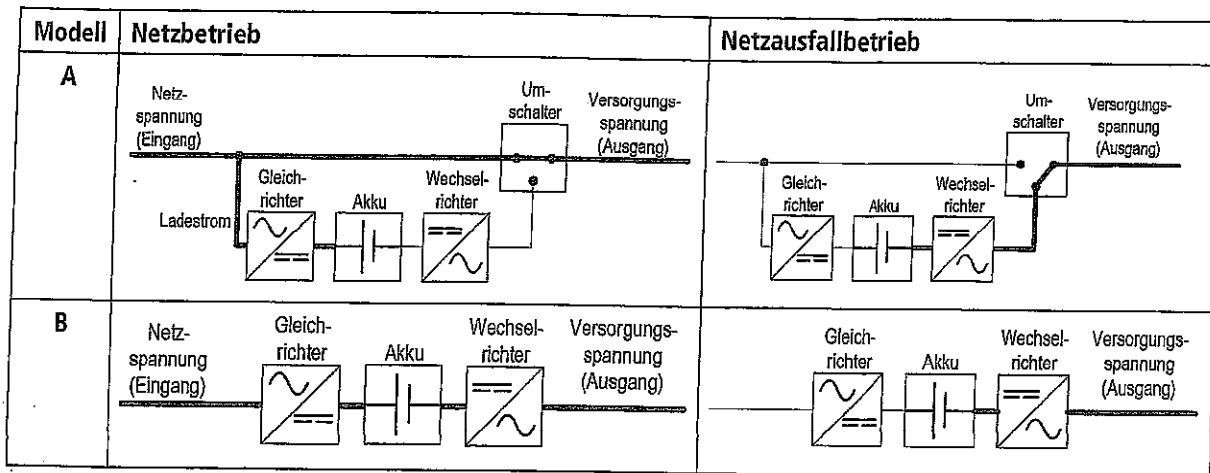 Modell
Netzbetrieb
Netzausfallbetrieb
A
Netz-
spannung
(Eingang)
Um-
schalter
Versorgungs-
spannung
(Ausgang)
Ladestrom
Gleich-
richter
Akku
Wechsel-
richter
Um-
schalter
Versorgungs-
spannung
(Ausgang)
Gleich-
richter
Akku
Wechsel-
richter
B
Netz-
spannung
(Eingang)
Gleich-
richter
Akku
Wechsel-
richter
Versorgungs-
spannung
(Ausgang)
Gleich-
richter
Akku
Wechsel-
richter
Versorgungs-
spannung
(Ausgang)